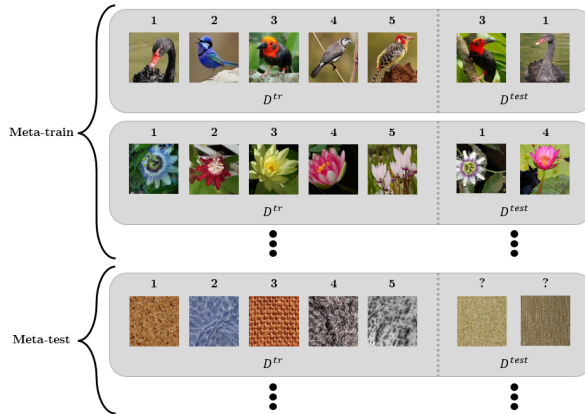 1 2 3 4 5 3 1
D^{tr} D^{test}
Meta-train
1 2 3 4 5 1 4
D^{tr} D^{test}
1 2 3 4 5 ? ?
Meta-test
D^{tr} D^{test}